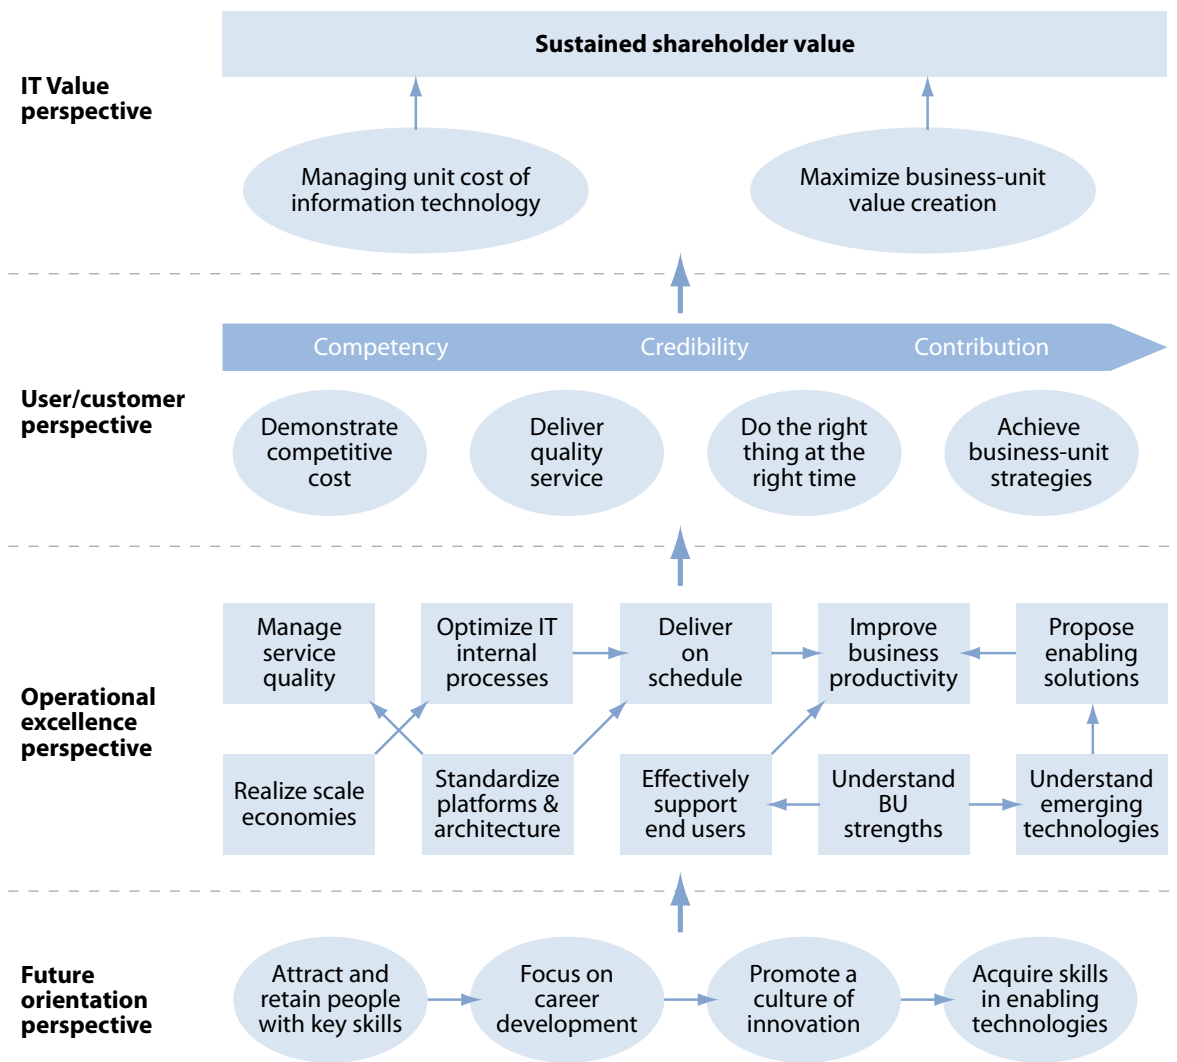 Sustained shareholder value
IT Value
perspective
Managing unit cost of
information technology
Maximize business-unit
value creation
Competency
Credibility
Contribution
User/customer
perspective
Demonstrate
competitive
cost
Deliver
quality
service
Do the right
thing at the
right time
Achieve
business-unit
strategies
Operational
excellence
perspective
Manage
service
quality
Optimize IT
internal
processes
Deliver
on
schedule
Improve
business
productivity
Propose
enabling
solutions
Realize scale
economies
Standardize
platforms &
architecture
Effectively
support
end users
Understand
BU
strengths
Understand
emerging
technologies
Future
orientation
perspective
Attract and
retain people
with key skills
Focus on
career
development
Promote a
culture of
innovation
Acquire skills
in enabling
technologies